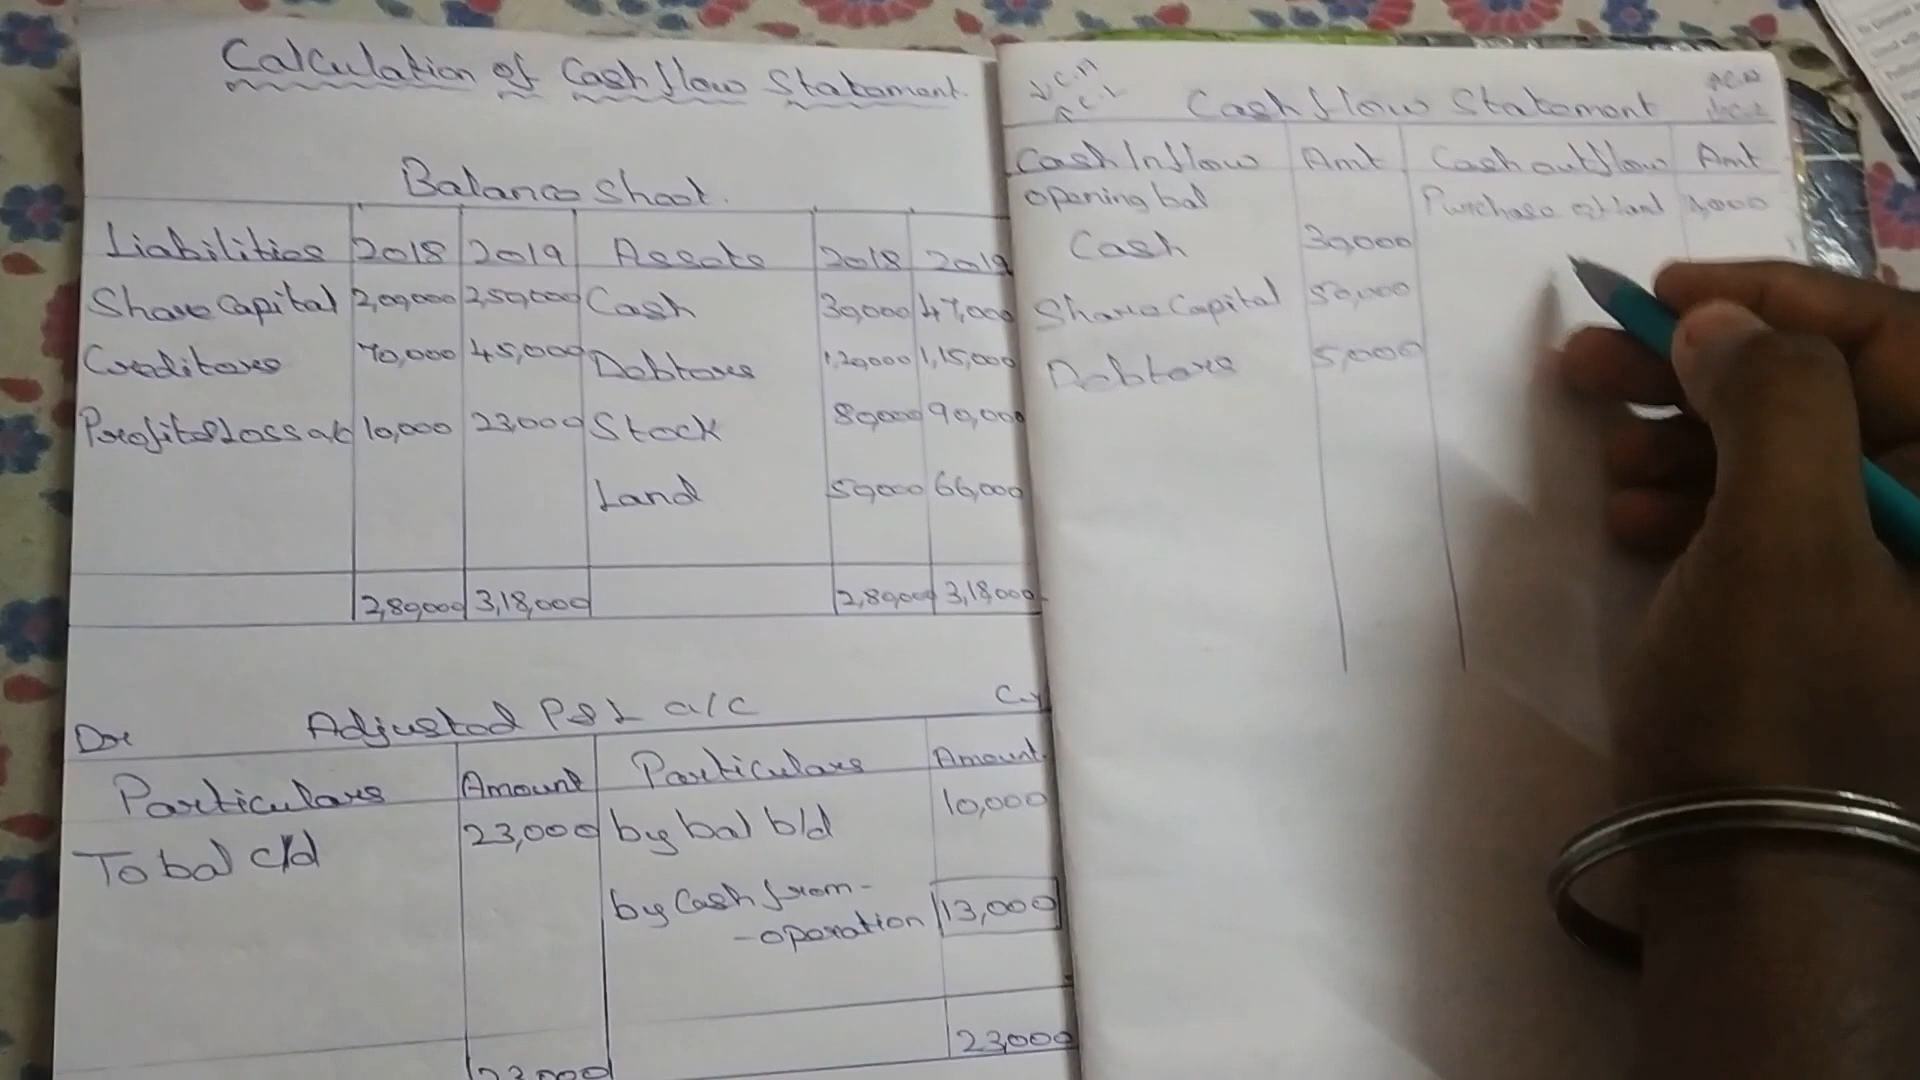 Calculation of Cash flow Statement.
Balance Sheet.
Liabilities 2018 2019 Assets 2018 2019
Share Capital 2,00,000 2,50,000 Cash 30,000 47,000
Creditors 70,000 45,000 Debtors 1,20,000 1,15,000
Profit & Loss a/c 10,000 23,000 Stock 80,000 90,000
Land 50,000 66,000
2,80,000 3,18,000 2,80,000 3,18,000
Dr Adjusted P&L a/c
Particulars Amount Particulars Amount
To bal c/d 23,000 by bal b/d 10,000
by Cash from -
- operation 13,000
23,000
23,000
Cash flow Statement
Cash Inflow Amt Cash outflow Amt
Opening bal Purchase of land
Cash 30,000
Share Capital 50,000
Debtors 5,000